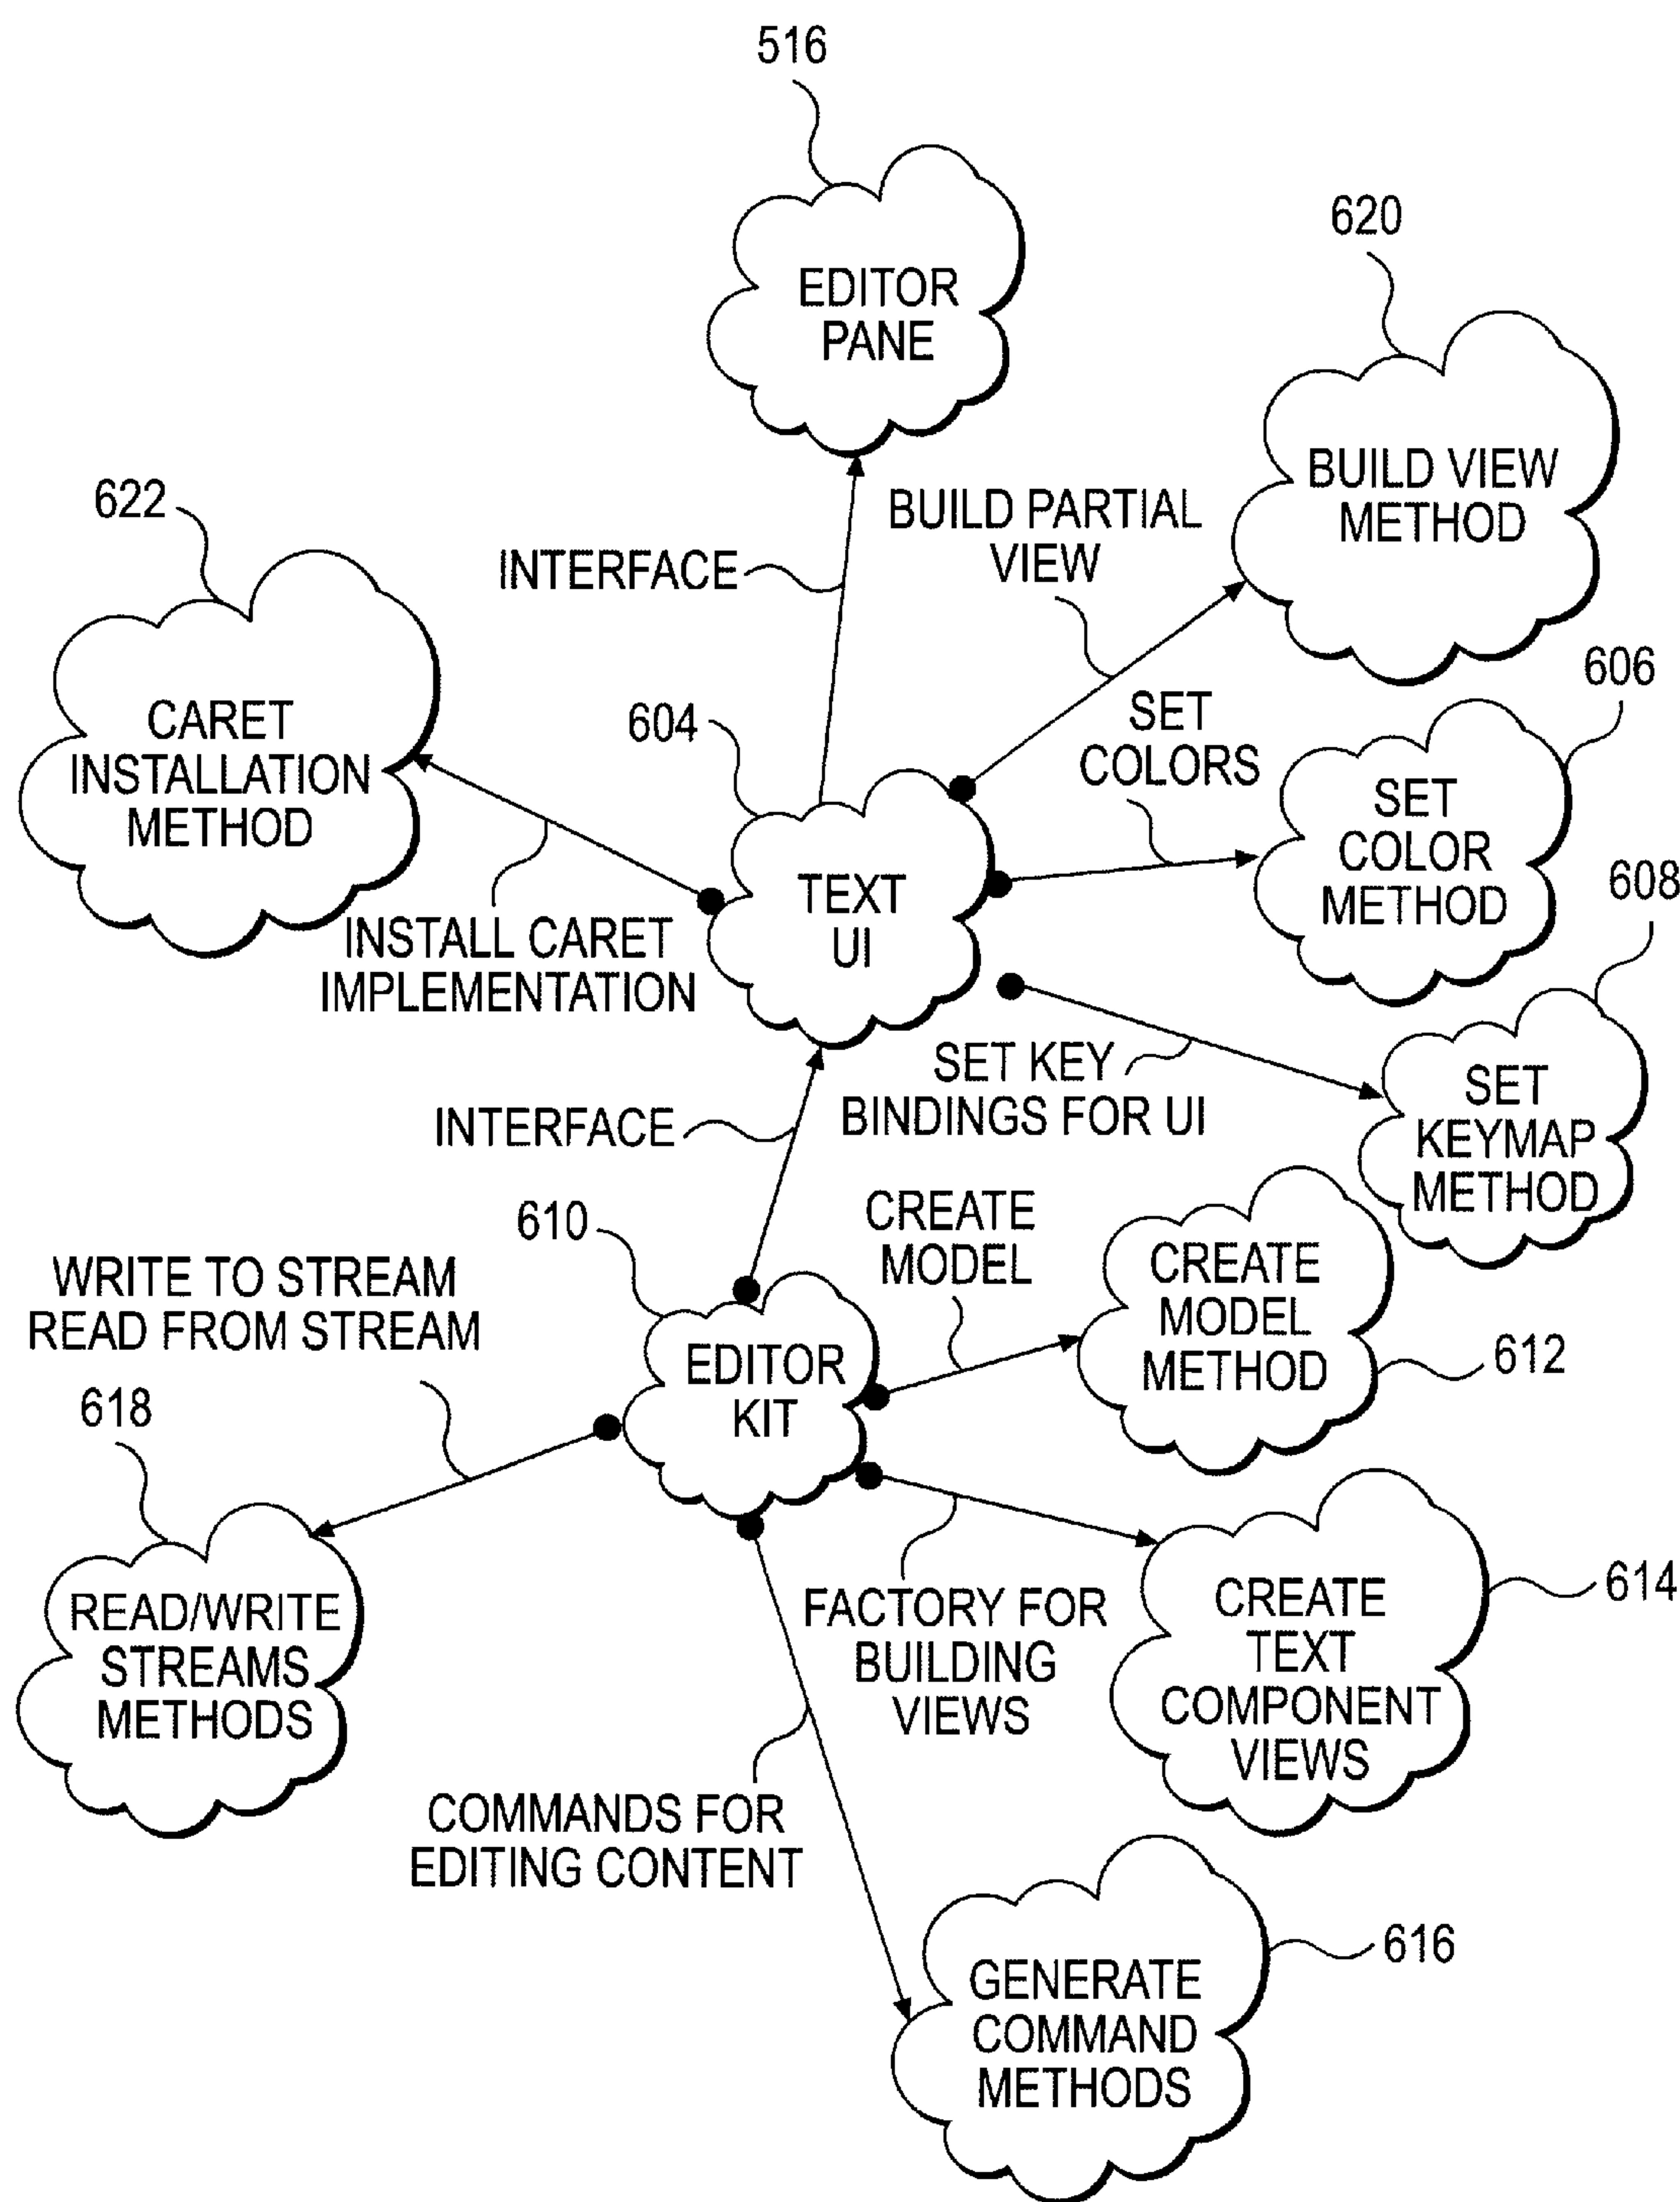 516
EDITOR
PANE
620
BUILD VIEW
METHOD
622
INTERFACE
BUILD PARTIAL
VIEW
606
CARET
INSTALLATION
METHOD
604
SET
COLORS
SET
COLOR
METHOD
608
TEXT
UI
INSTALL CARET
IMPLEMENTATION
SET KEY
BINDINGS FOR UI
SET
KEYMAP
METHOD
INTERFACE
610
CREATE
MODEL
CREATE
MODEL
METHOD
612
WRITE TO STREAM
READ FROM STREAM
EDITOR
KIT
618
READ/WRITE
STREAMS
METHODS
FACTORY FOR
BUILDING
VIEWS
614
CREATE
TEXT
COMPONENT
VIEWS
COMMANDS FOR
EDITING CONTENT
616
GENERATE
COMMAND
METHODS